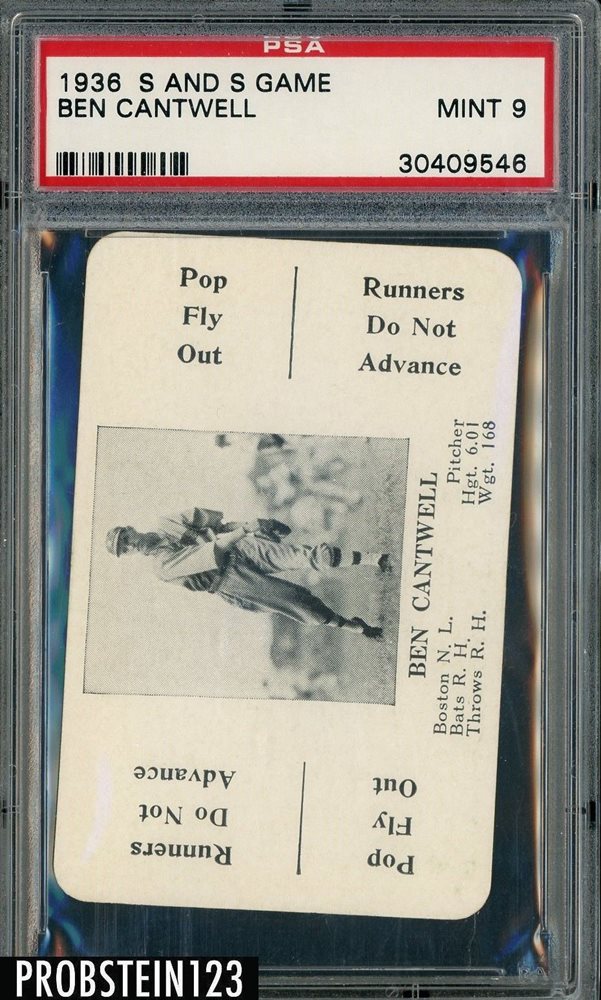 PSA
1936 S AND S GAME
BEN CANTWELL MINT 9
30409546
Pop
Fly
Out
Runners
Do Not
Advance
BEN CANTWELL
Boston N. L. Pitcher
Bats R. H. Hgt. 6.01
Throws R. H. Wgt. 168
Pop
Fly
Out
Runners
Do Not
Advance
PROBSTEIN123